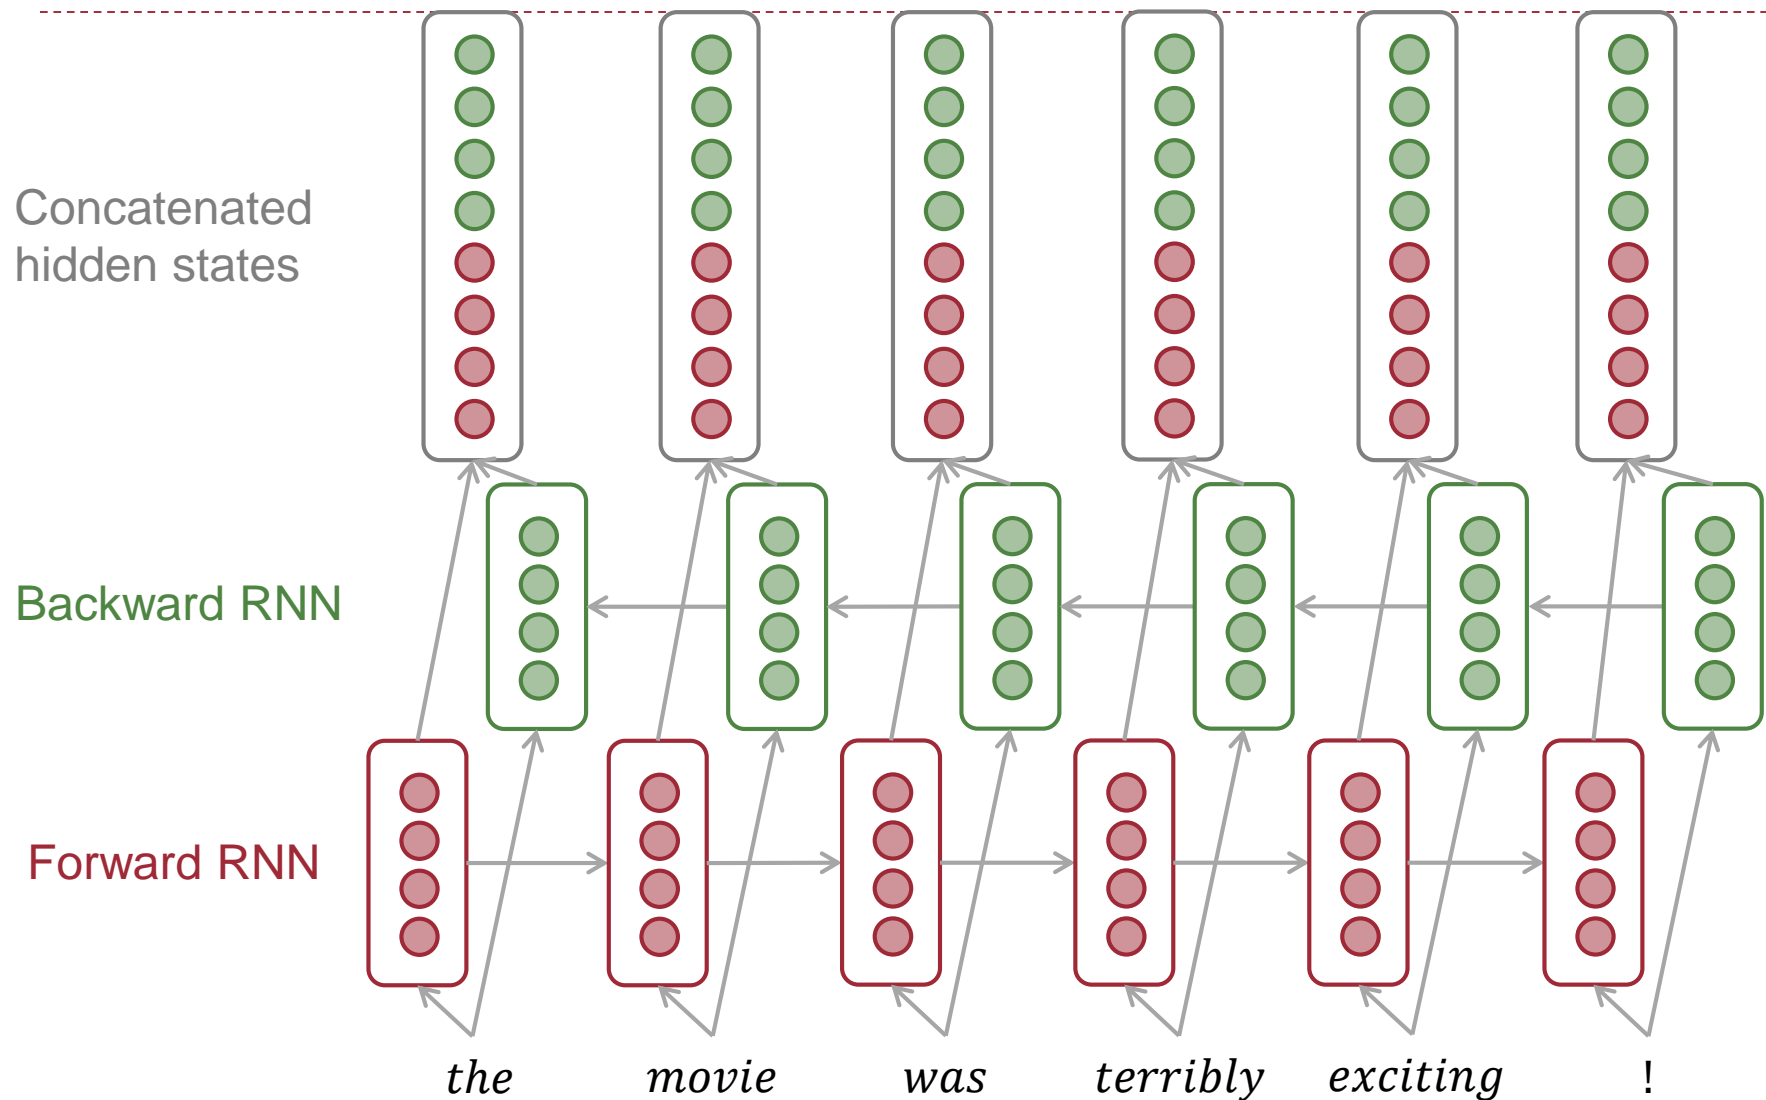 Concatenated
hidden states
Backward RNN
Forward RNN
the movie was terribly exciting !